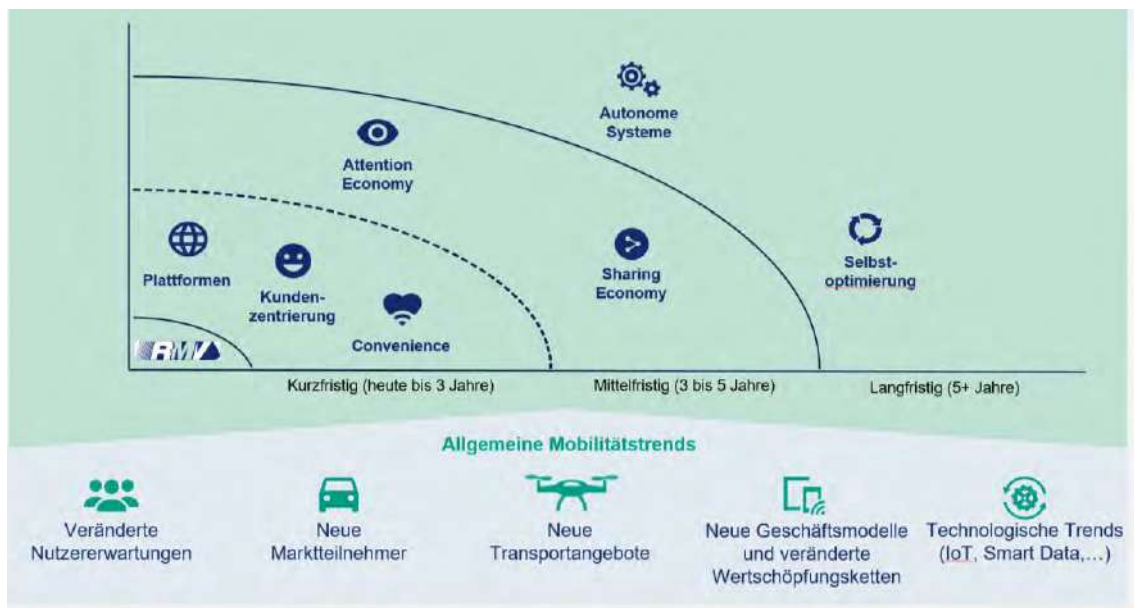 Autonome
Systeme
Attention
Economy
Plattformen
Kunden-
zentrierung
Convenience
Sharing
Economy
Selbst-
optimierung
RMV
Kurzfristig (heute bis 3 Jahre)
Mittelfristig (3 bis 5 Jahre)
Langfristig (5+ Jahre)
Allgemeine Mobilitätstrends
Veränderte
Nutzererwartungen
Neue
Marktteilnehmer
Neue
Transportangebote
Neue Geschäftsmodelle
und veränderte
Wertschöpfungsketten
Technologische Trends
(IoT, Smart Data,...)